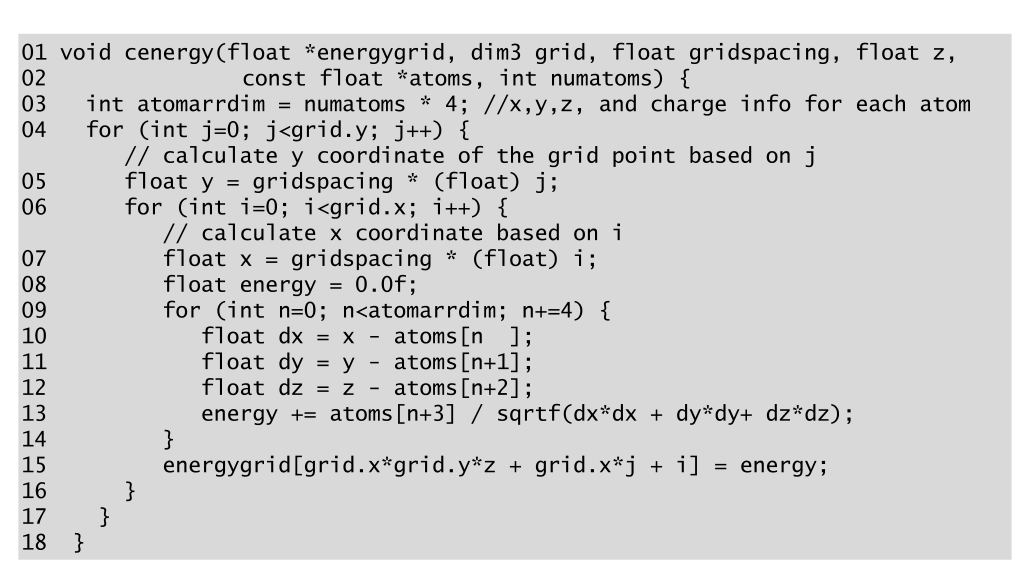 01 void cenergy(float *energygrid, dim3 grid, float gridspacing, float z,
02               const float *atoms, int numatoms) {
03   int atomarrdim = numatoms * 4; //x,y,z, and charge info for each atom
04   for (int j=0; j<grid.y; j++) {
        // calculate y coordinate of the grid point based on j
05      float y = gridspacing * (float) j;
06      for (int i=0; i<grid.x; i++) {
           // calculate x coordinate based on i
07         float x = gridspacing * (float) i;
08         float energy = 0.0f;
09         for (int n=0; n<atomarrdim; n+=4) {
10            float dx = x - atoms[n  ];
11            float dy = y - atoms[n+1];
12            float dz = z - atoms[n+2];
13            energy += atoms[n+3] / sqrtf(dx*dx + dy*dy+ dz*dz);
14         }
15         energygrid[grid.x*grid.y*z + grid.x*j + i] = energy;
16      }
17    }
18  }